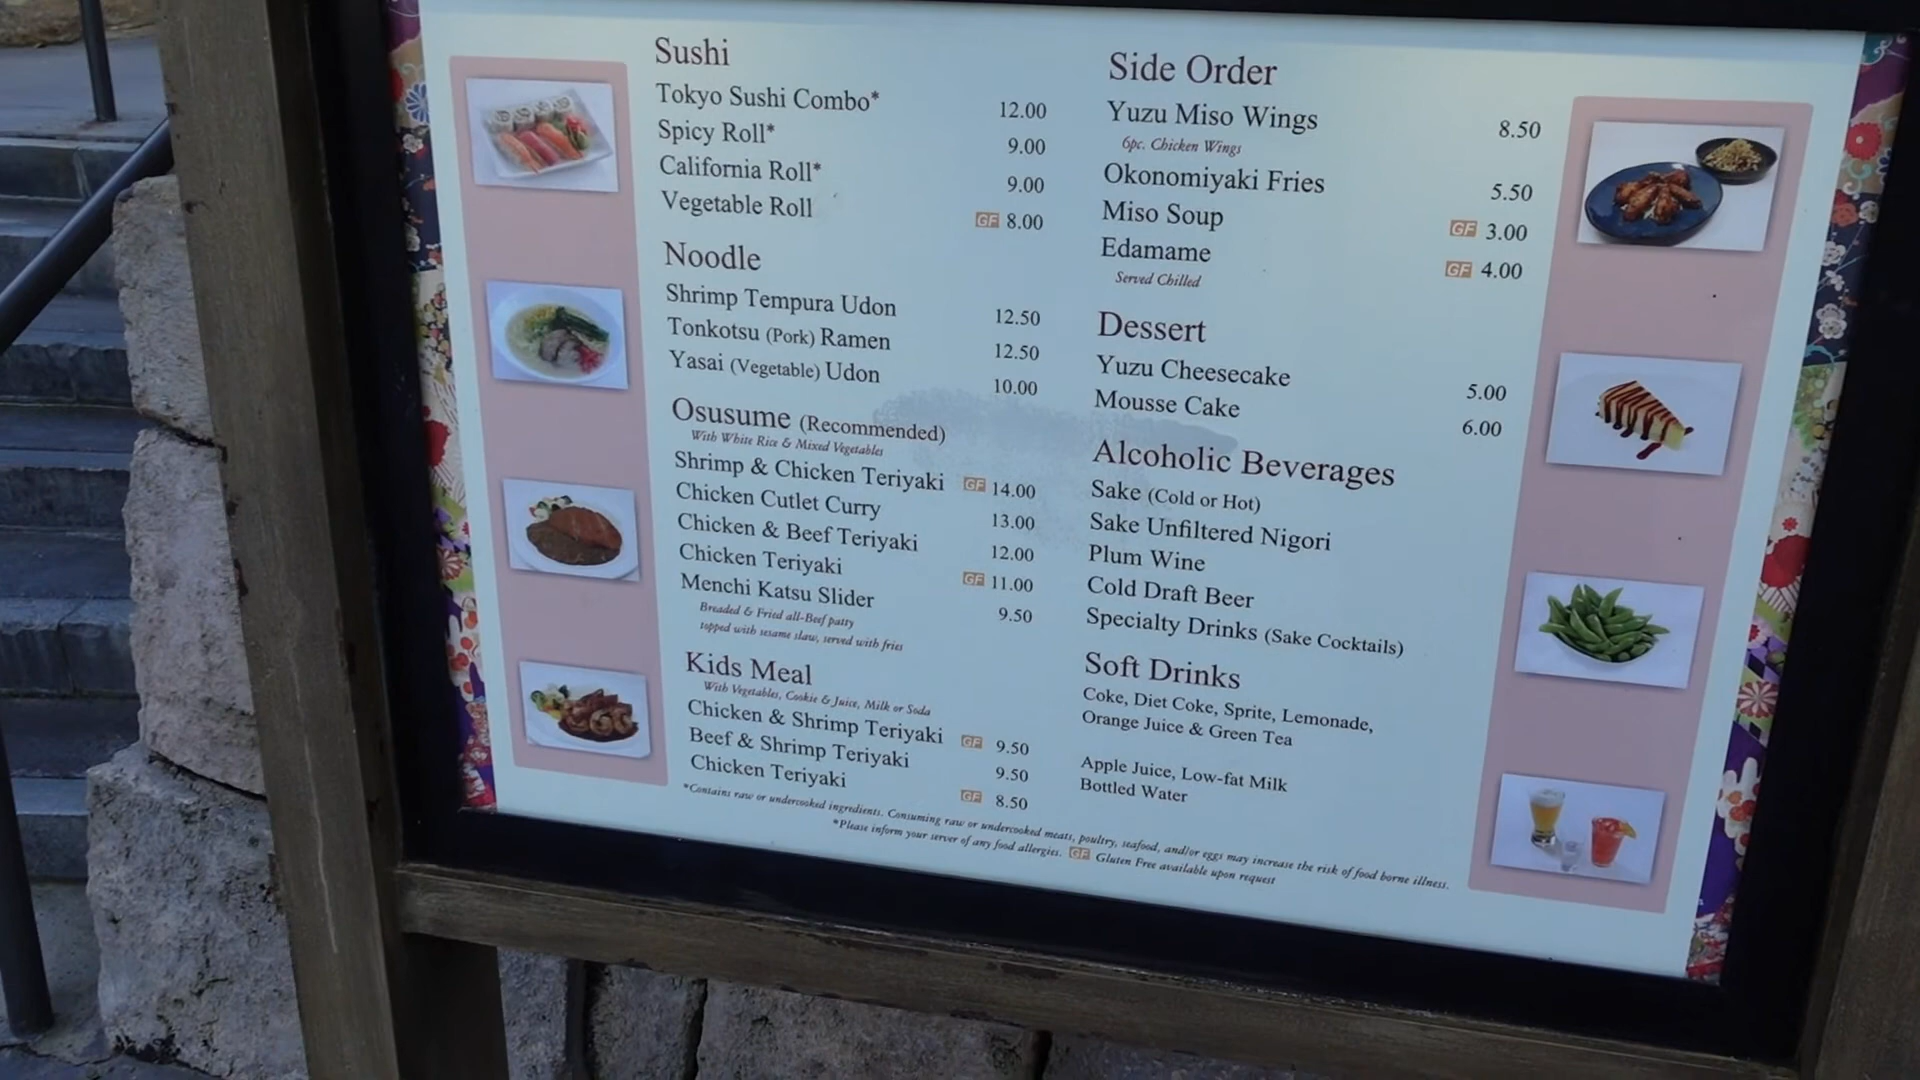 Sushi
Tokyo Sushi Combo* 12.00
Spicy Roll* 9.00
California Roll* 9.00
Vegetable Roll GF 8.00
Noodle
Shrimp Tempura Udon 12.50
Tonkotsu (Pork) Ramen 12.50
Yasai (Vegetable) Udon 10.00
Osusume (Recommended)
With White Rice & Mixed Vegetables
Shrimp & Chicken Teriyaki GF 14.00
Chicken Cutlet Curry 13.00
Chicken & Beef Teriyaki 12.00
Chicken Teriyaki GF 11.00
Menchi Katsu Slider 9.50
Breaded & Fried all-Beef patty
topped with sesame slaw, served with fries
Kids Meal
With Vegetables, Cookie & Juice, Milk or Soda
Chicken & Shrimp Teriyaki GF 9.50
Beef & Shrimp Teriyaki 9.50
Chicken Teriyaki GF 8.50
Side Order
Yuzu Miso Wings 8.50
6pc. Chicken Wings
Okonomiyaki Fries 5.50
Miso Soup GF 3.00
Edamame GF 4.00
Served Chilled
Dessert
Yuzu Cheesecake 5.00
Mousse Cake 6.00
Alcoholic Beverages
Sake (Cold or Hot)
Sake Unfiltered Nigori
Plum Wine
Cold Draft Beer
Specialty Drinks (Sake Cocktails)
Soft Drinks
Coke, Diet Coke, Sprite, Lemonade,
Orange Juice & Green Tea
Apple Juice, Low-fat Milk
Bottled Water
*Contains raw or undercooked ingredients. Consuming raw or undercooked meats, poultry, seafood, and/or eggs may increase the risk of food borne illness.
*Please inform your server of any food allergies. GF Gluten Free available upon request